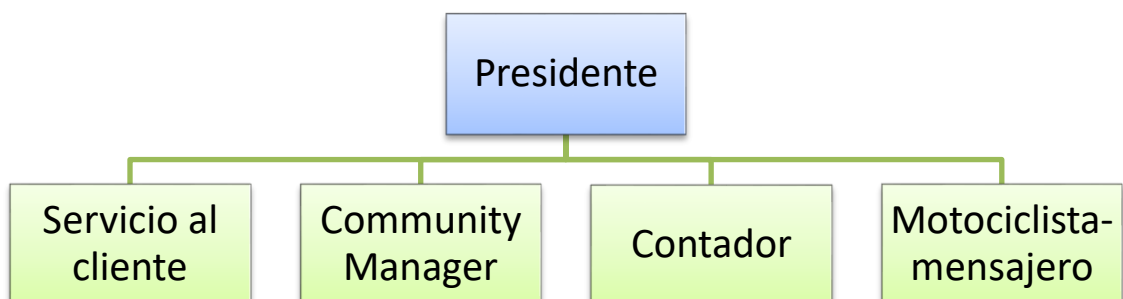 Presidente
Servicio al
cliente
Community
Manager
Contador
Motociclista-
mensajero